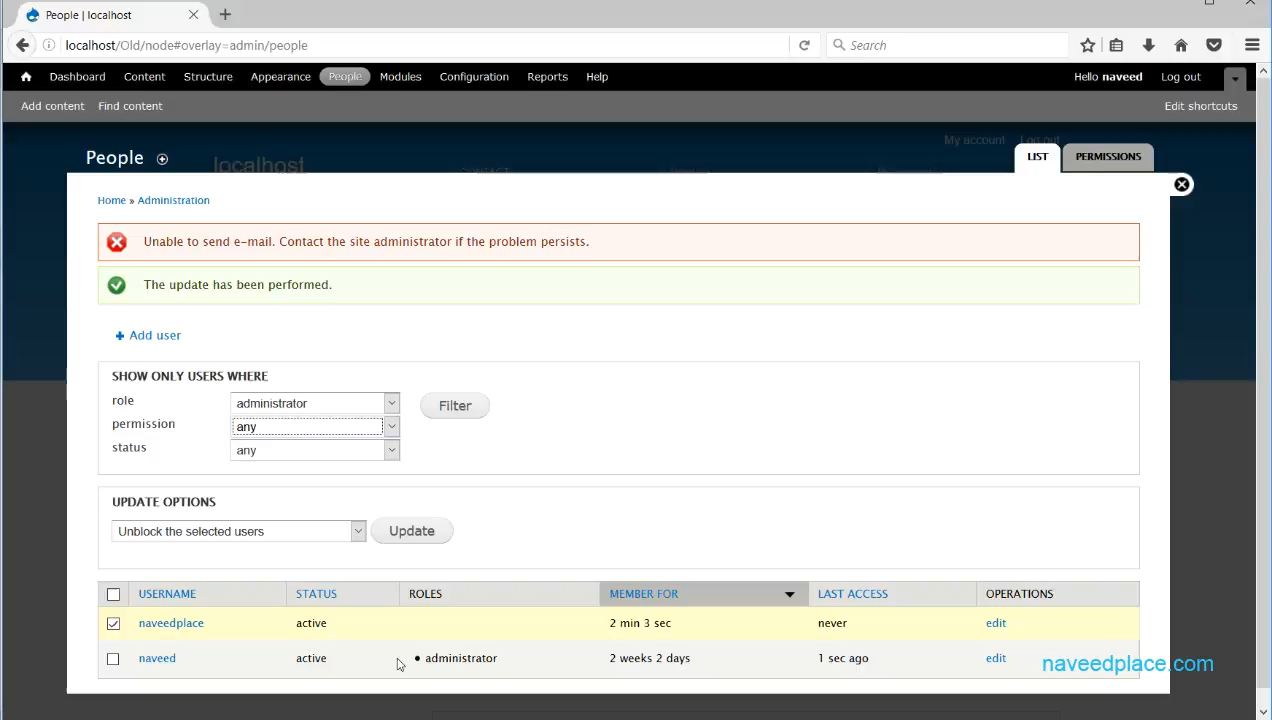 People | localhost
localhost/Old/node#overlay=admin/people
Search
Dashboard Content Structure Appearance People Modules Configuration Reports Help Hello naveed Log out
Add content Find content Edit shortcuts
My account Log out
People localhost LIST PERMISSIONS
Home » Administration
Unable to send e-mail. Contact the site administrator if the problem persists.
The update has been performed.
Add user
SHOW ONLY USERS WHERE
role administrator Filter
permission any
status any
UPDATE OPTIONS
Unblock the selected users Update
USERNAME STATUS ROLES MEMBER FOR LAST ACCESS OPERATIONS
naveedplace active 2 min 3 sec never edit
naveed active • administrator 2 weeks 2 days 1 sec ago edit
naveedplace.com